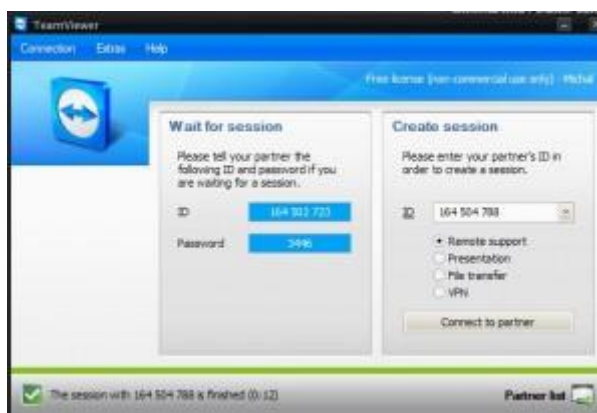 TeamViewer
Connection Extras Help
Free license (non-commercial use only) - Michal
Wait for session
Please tell your partner the
following ID and password if you
are waiting for a session.
ID 164 503 723
Password 3446
Create session
Please enter your partner's ID in
order to create a session.
ID 164 504 788
Remote support
Presentation
File transfer
VPN
Connect to partner
The session with 164 504 788 is finished (0:12)
Partner list